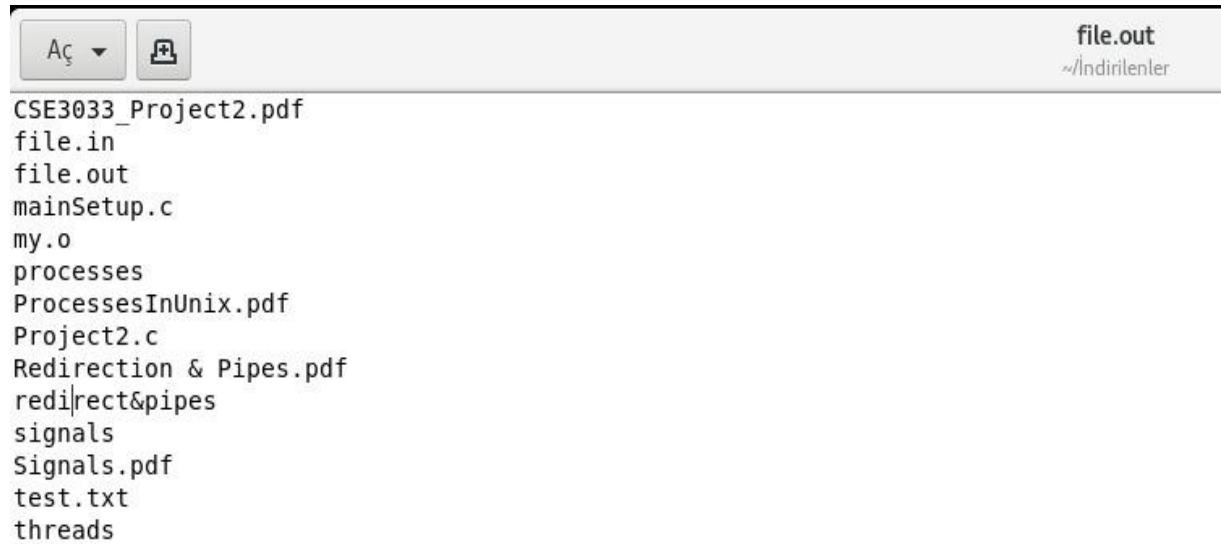 Aç
file.out
~/İndirilenler
CSE3033_Project2.pdf
file.in
file.out
mainSetup.c
my.o
processes
ProcessesInUnix.pdf
Project2.c
Redirection & Pipes.pdf
redirect&pipes
signals
Signals.pdf
test.txt
threads